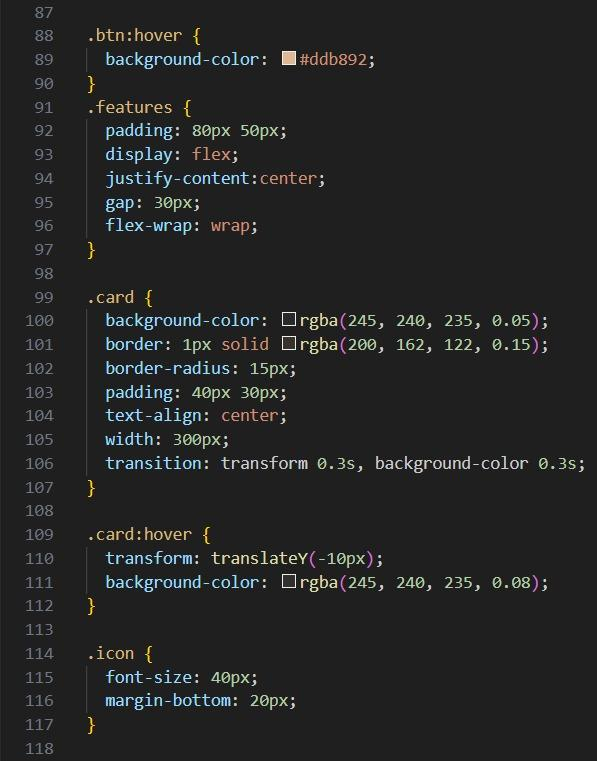 87
88 .btn:hover {
89   background-color: #ddb892;
90 }
91 .features {
92   padding: 80px 50px;
93   display: flex;
94   justify-content:center;
95   gap: 30px;
96   flex-wrap: wrap;
97 }
98
99 .card {
100   background-color: rgba(245, 240, 235, 0.05);
101   border: 1px solid rgba(200, 162, 122, 0.15);
102   border-radius: 15px;
103   padding: 40px 30px;
104   text-align: center;
105   width: 300px;
106   transition: transform 0.3s, background-color 0.3s;
107 }
108
109 .card:hover {
110   transform: translateY(-10px);
111   background-color: rgba(245, 240, 235, 0.08);
112 }
113
114 .icon {
115   font-size: 40px;
116   margin-bottom: 20px;
117 }
118